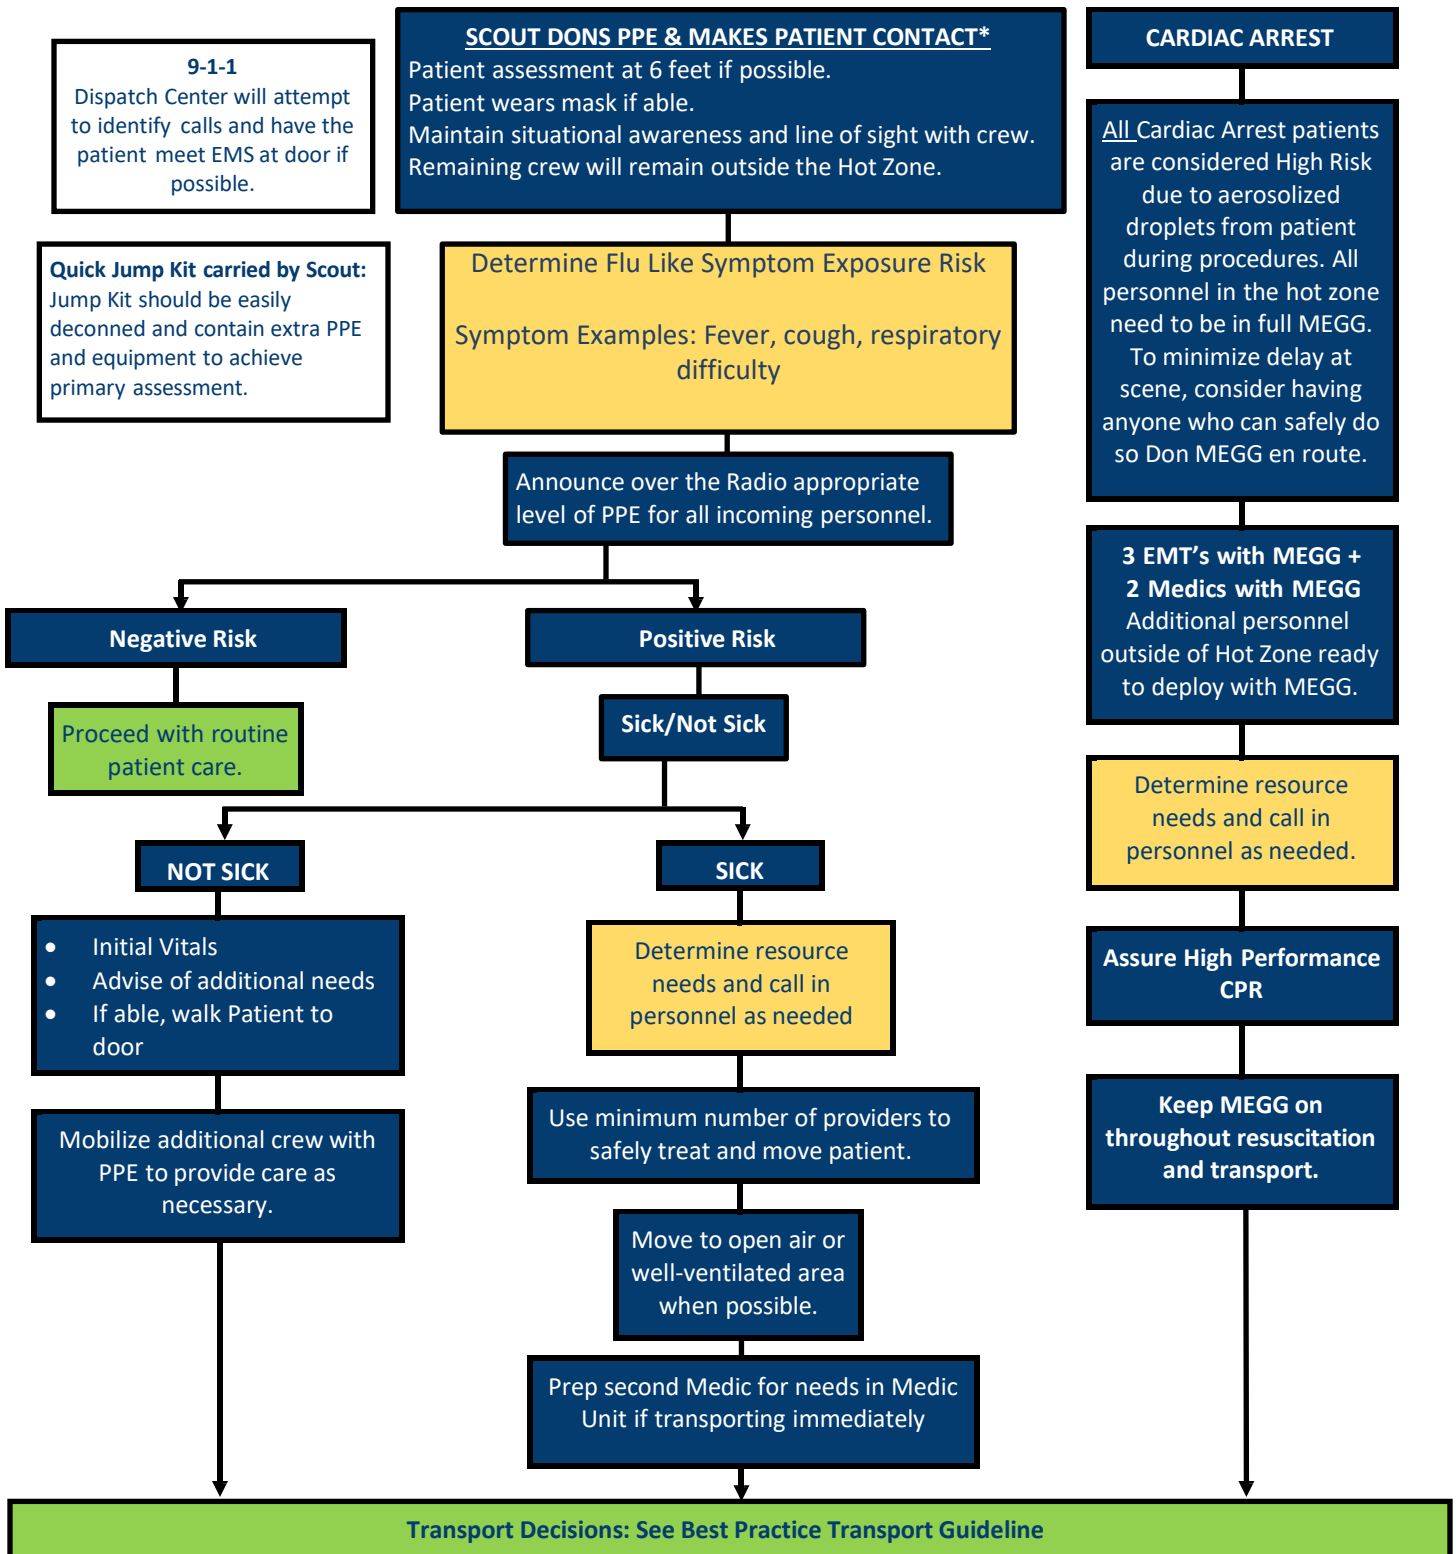 9-1-1
Dispatch Center will attempt
to identify calls and have the
patient meet EMS at door if
possible.
Quick Jump Kit carried by Scout:
Jump Kit should be easily
deconned and contain extra PPE
and equipment to achieve
primary assessment.
SCOUT DONS PPE & MAKES PATIENT CONTACT*
Patient assessment at 6 feet if possible.
Patient wears mask if able.
Maintain situational awareness and line of sight with crew.
Remaining crew will remain outside the Hot Zone.
Determine Flu Like Symptom Exposure Risk
Symptom Examples: Fever, cough, respiratory
difficulty
Announce over the Radio appropriate
level of PPE for all incoming personnel.
Negative Risk
Proceed with routine
patient care.
Positive Risk
Sick/Not Sick
NOT SICK
• Initial Vitals
• Advise of additional needs
• If able, walk Patient to
door
Mobilize additional crew with
PPE to provide care as
necessary.
SICK
Determine resource
needs and call in
personnel as needed
Use minimum number of providers to
safely treat and move patient.
Move to open air or
well-ventilated area
when possible.
Prep second Medic for needs in Medic
Unit if transporting immediately
CARDIAC ARREST
All Cardiac Arrest patients
are considered High Risk
due to aerosolized
droplets from patient
during procedures. All
personnel in the hot zone
need to be in full MEGG.
To minimize delay at
scene, consider having
anyone who can safely do
so Don MEGG en route.
3 EMT’s with MEGG +
2 Medics with MEGG
Additional personnel
outside of Hot Zone ready
to deploy with MEGG.
Determine resource
needs and call in
personnel as needed.
Assure High Performance
CPR
Keep MEGG on
throughout resuscitation
and transport.
Transport Decisions: See Best Practice Transport Guideline